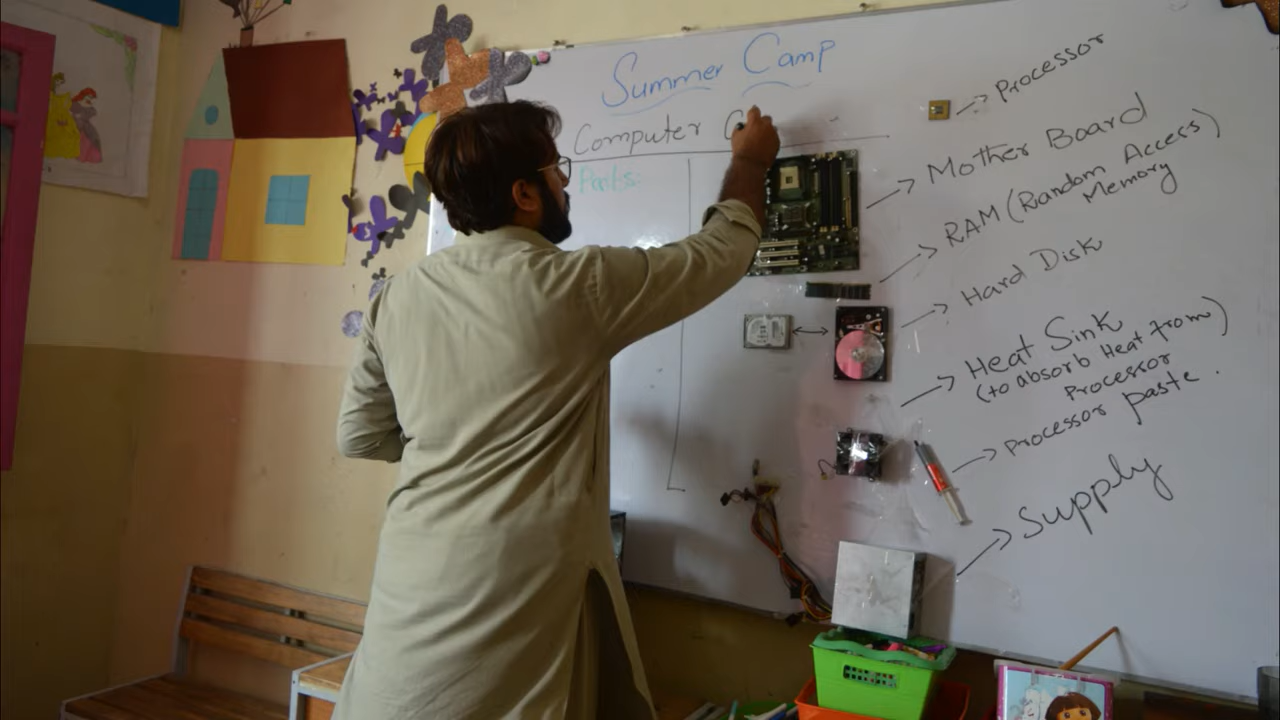 Summer Camp
Computer C
Parts:
Processor
Mother Board
RAM (Random Access)
Memory
Hard Disk
Heat Sink
(to absorb Heat from)
Processor
Processor paste.
Supply